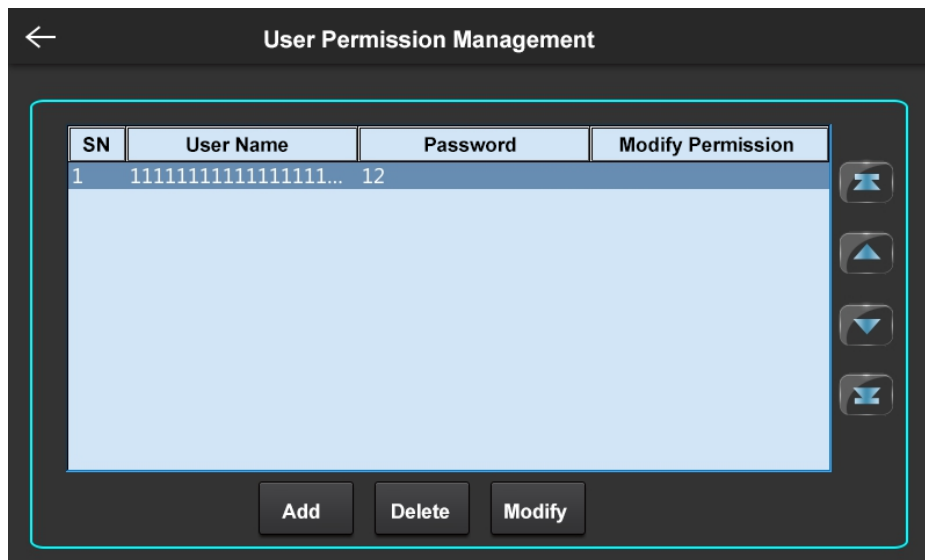 User Permission Management
SN User Name Password Modify Permission
1 11111111111111111... 12
Add Delete Modify